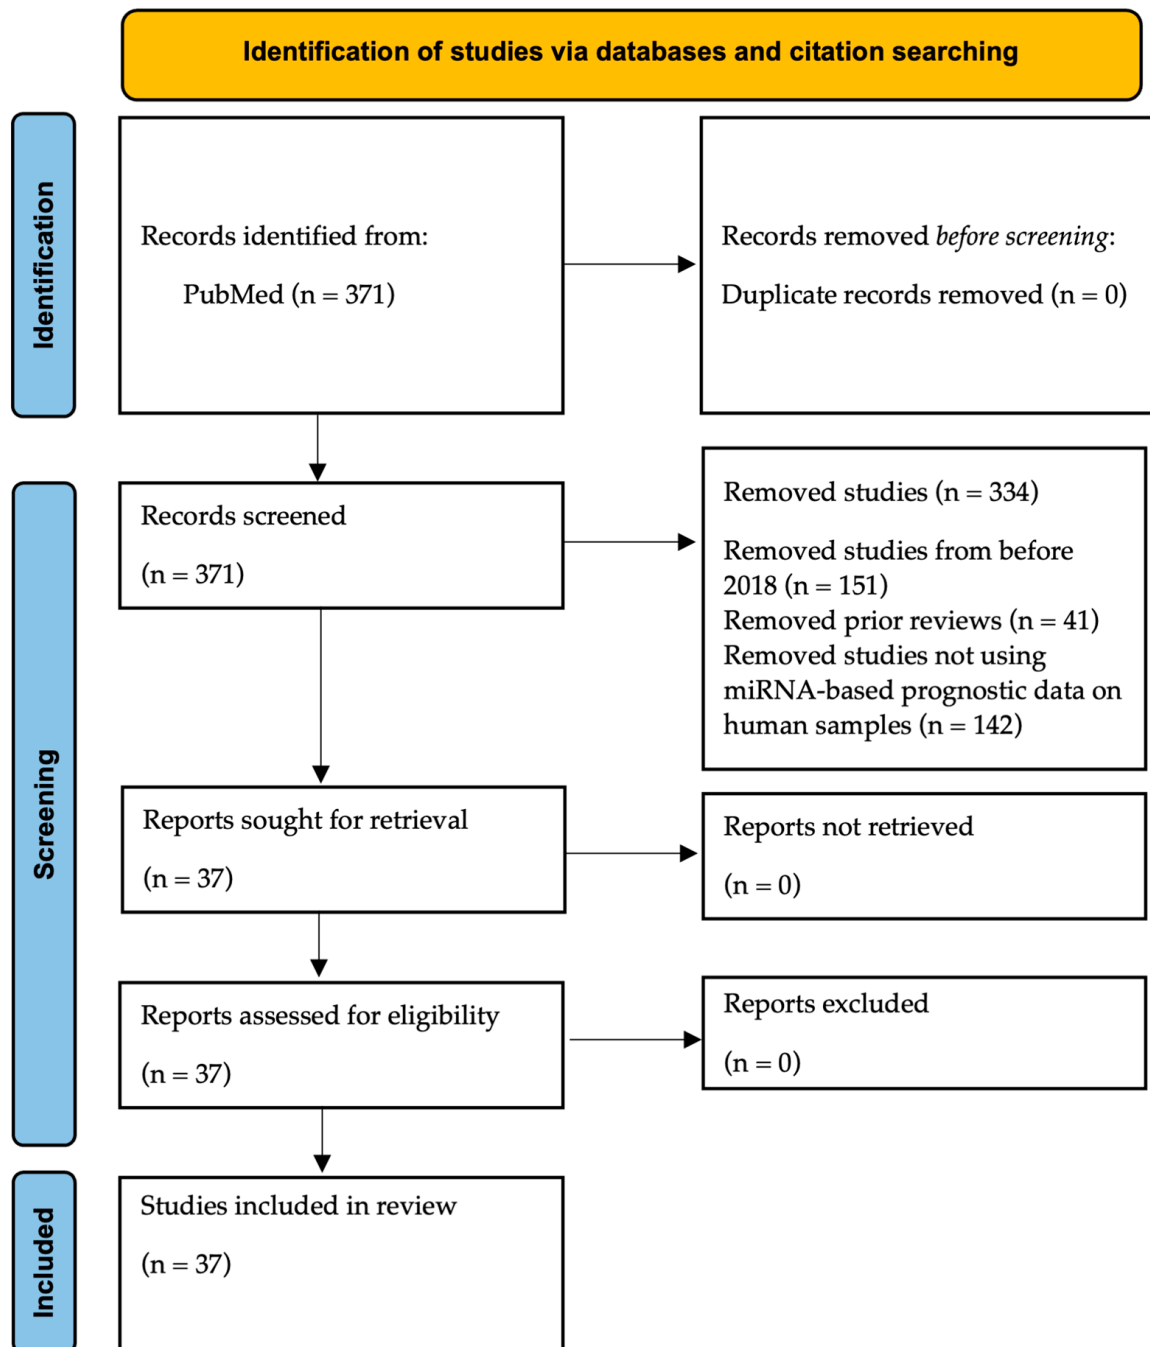 Identification of studies via databases and citation searching
Identification
Records identified from:
PubMed (n = 371)
Records removed before screening:
Duplicate records removed (n = 0)
Screening
Records screened
(n = 371)
Removed studies (n = 334)
Removed studies from before
2018 (n = 151)
Removed prior reviews (n = 41)
Removed studies not using
miRNA-based prognostic data on
human samples (n = 142)
Reports sought for retrieval
(n = 37)
Reports not retrieved
(n = 0)
Reports assessed for eligibility
(n = 37)
Reports excluded
(n = 0)
Included
Studies included in review
(n = 37)